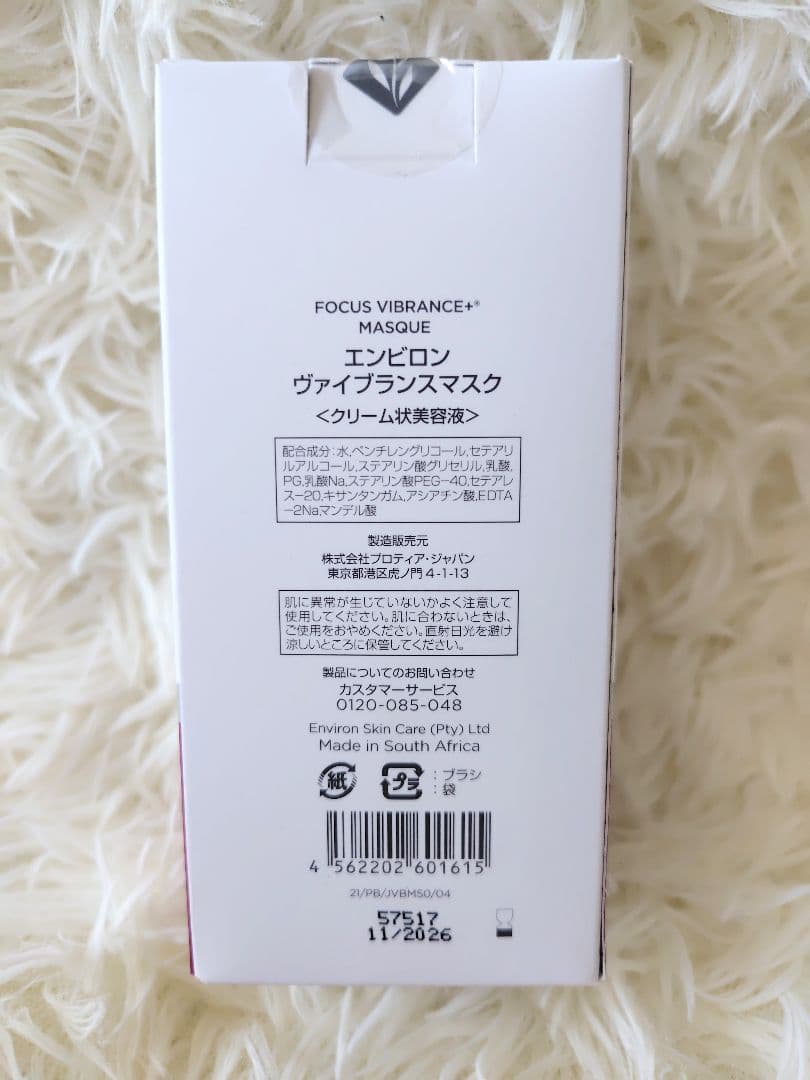 FOCUS VIBRANCE+®
MASQUE
エンビロン
ヴァイブランスマスク
<クリーム状美容液>
配合成分:水,ペンチレングリコール,セテアリ
ルアルコール,ステアリン酸グリセリル,乳酸,
PG,乳酸Na,ステアリン酸PEG-40,セテアレ
ス-20,キサンタンガム,アシアチン酸,EDTA
-2Na,マンデル酸
製造販売元
株式会社プロティア・ジャパン
東京都港区虎ノ門 4-1-13
肌に異常が生じていないかよく注意して
使用してください。肌に合わないときは、
ご使用をおやめください。直射日光を避け
涼しいところに保管してください。
製品についてのお問い合わせ
カスタマーサービス
0120-085-048
Environ Skin Care (Pty) Ltd
Made in South Africa
紙 プラ :ブラシ
:袋
4 562202 601615
21/PB/JVBM50/04
57517
11/2026